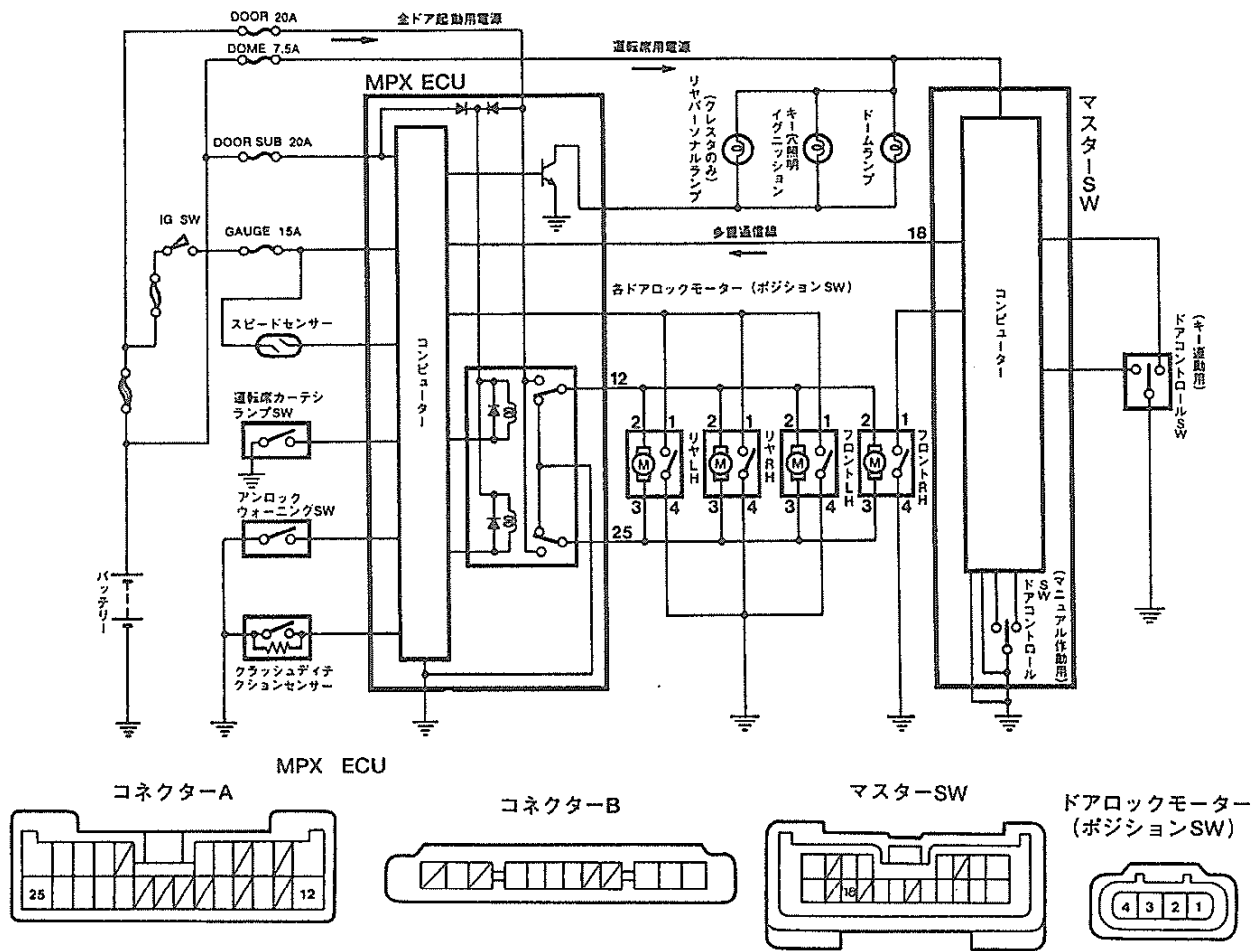 DOOR 20A
全ドア起動用電源
DOME 7.5A
運転席用電源
MPX ECU
DOOR SUB 20A
IG SW
GAUGE 15A
スピードセンサー
運転席カーテシ
ランプSW
アンロック
ウォーニングSW
クラッシュディテ
クションセンサー
バッテリー
コンピューター
リヤパーソナルランプ
(クレスタのみ)
キー穴照明
イグニッション
ドームランプ
マスターSW
多重通信線
18
各ドアロックモーター(ポジションSW)
12
25
2 1
M
3 4
リヤLH
2 1
M
3 4
リヤRH
2 1
M
3 4
フロントLH
2 1
M
3 4
フロントRH
コンピューター
ドアコントロールSW
(キー連動用)
ドアコントロール
SW
(マニュアル作動用)
MPX ECU
コネクターA
25
12
コネクターB
マスターSW
18
ドアロックモーター
(ポジションSW)
4 3 2 1